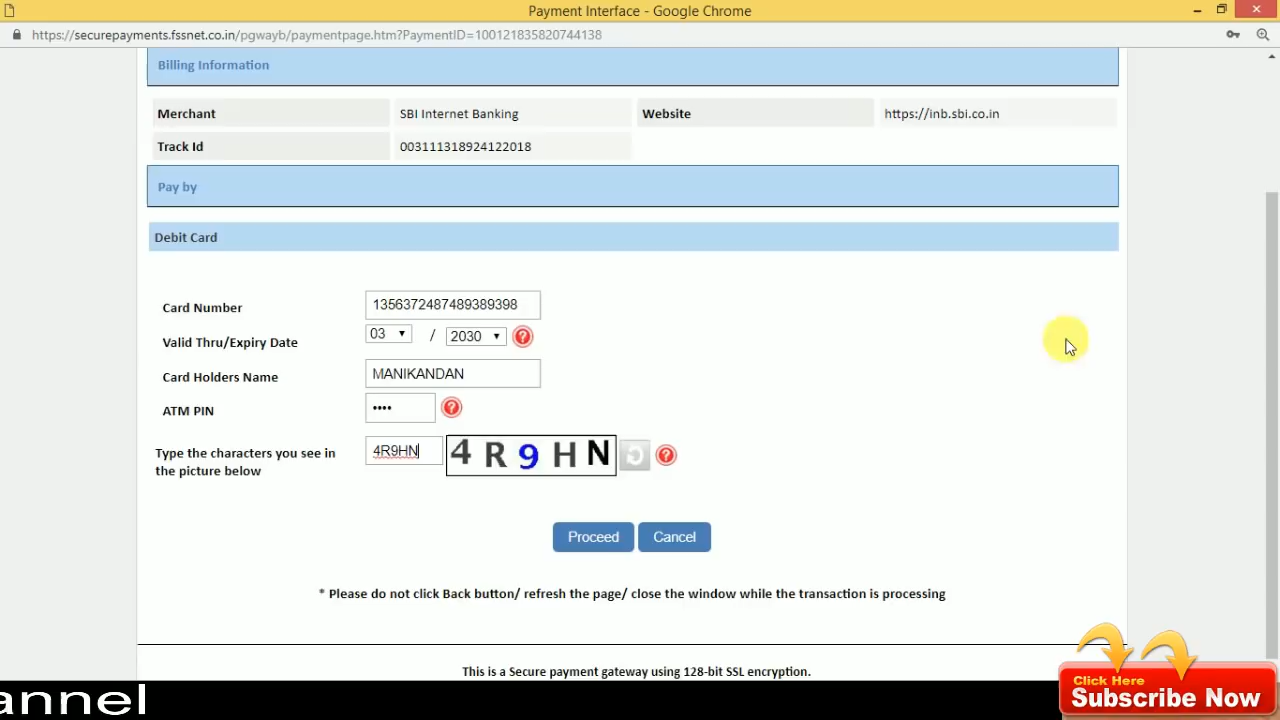 Payment Interface - Google Chrome
https://securepayments.fssnet.co.in/pgwayb/paymentpage.htm?PaymentID=100121835820744138
Billing Information
Merchant SBI Internet Banking Website https://inb.sbi.co.in
Track Id 003111318924122018
Pay by
Debit Card
Card Number 1356372487489389398
Valid Thru/Expiry Date 03 / 2030 ?
Card Holders Name MANIKANDAN
ATM PIN •••• ?
Type the characters you see in the picture below 4R9HN 4 R 9 H N ?
Proceed Cancel
* Please do not click Back button/ refresh the page/ close the window while the transaction is processing
This is a Secure payment gateway using 128-bit SSL encryption.
annel
Click Here
Subscribe Now